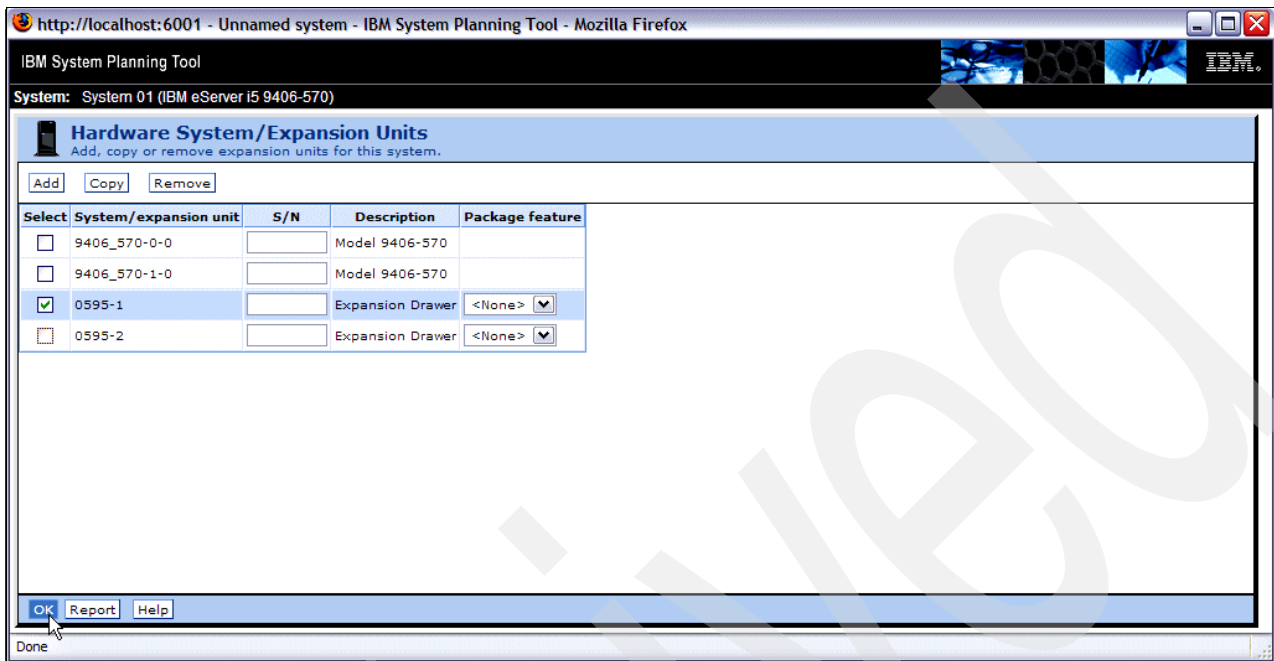 http://localhost:6001 - Unnamed system - IBM System Planning Tool - Mozilla Firefox
IBM System Planning Tool
IBM.
System: System 01 (IBM eServer i5 9406-570)
Hardware System/Expansion Units
Add, copy or remove expansion units for this system.
Add Copy Remove
Select System/expansion unit S/N Description Package feature
9406_570-0-0 Model 9406-570
9406_570-1-0 Model 9406-570
0595-1 Expansion Drawer <None>
0595-2 Expansion Drawer <None>
OK Report Help
Done